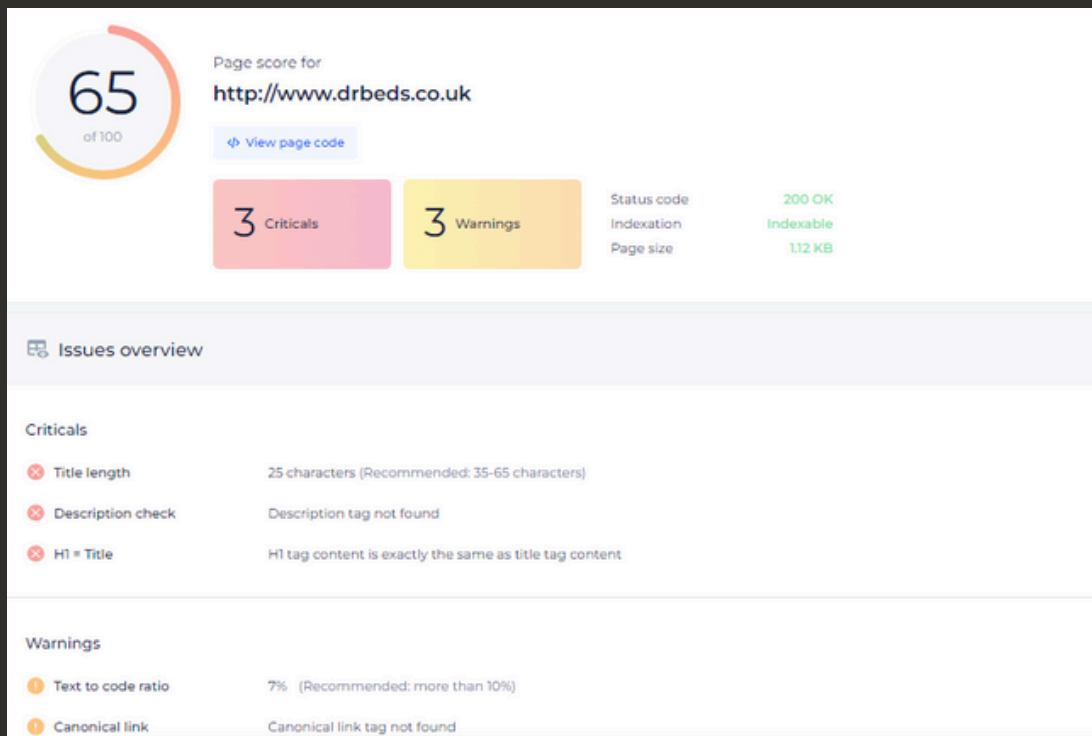 65
of 100
Page score for
http://www.drbeds.co.uk
</> View page code
3 Criticals
3 Warnings
Status code 200 OK
Indexation Indexable
Page size 1.12 KB
Issues overview
Criticals
Title length 25 characters (Recommended: 35-65 characters)
Description check Description tag not found
H1 = Title H1 tag content is exactly the same as title tag content
Warnings
Text to code ratio 7% (Recommended: more than 10%)
Canonical link Canonical link tag not found